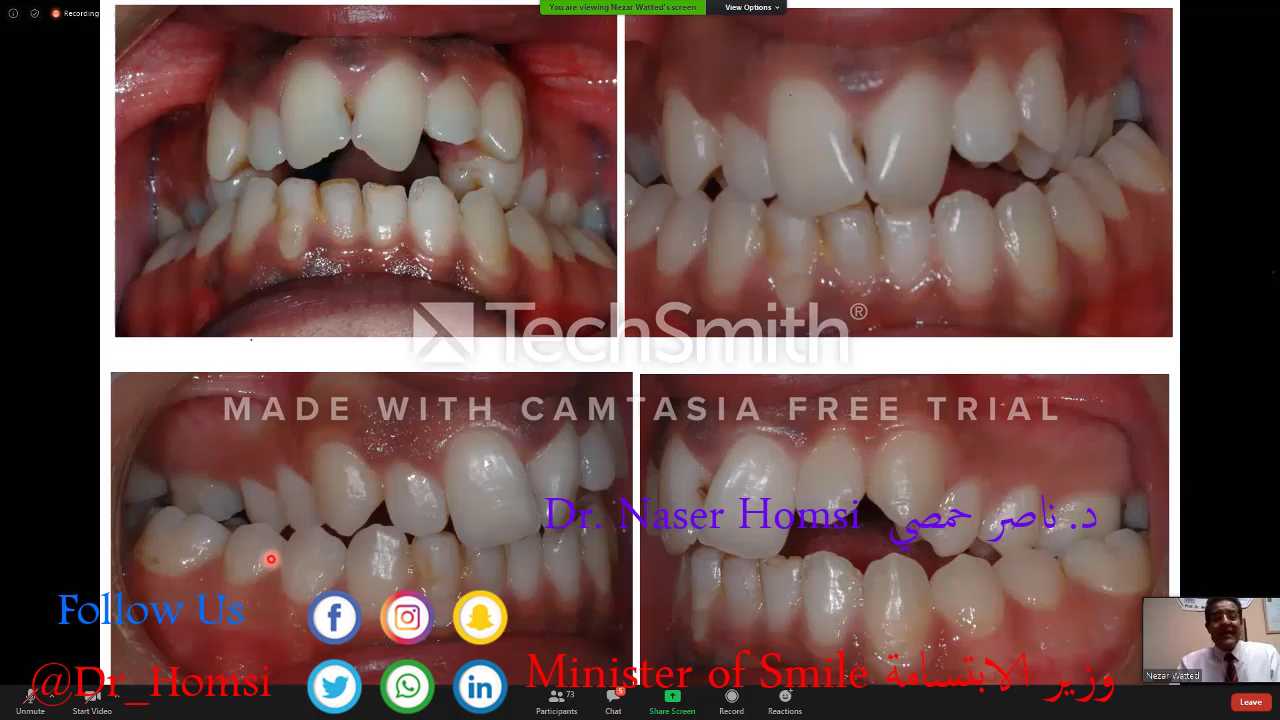 Recording
You are viewing Nezar Watted's screen
View Options
TechSmith®
MADE WITH CAMTASIA FREE TRIAL
Dr. Naser Homsi د. ناصر حمصي
Follow Us
@Dr_Homsi
Minister of Smile وزير الابتسامة
Nezar Watted
Unmute
Start Video
73
Participants
5
Chat
Share Screen
Record
Reactions
Leave